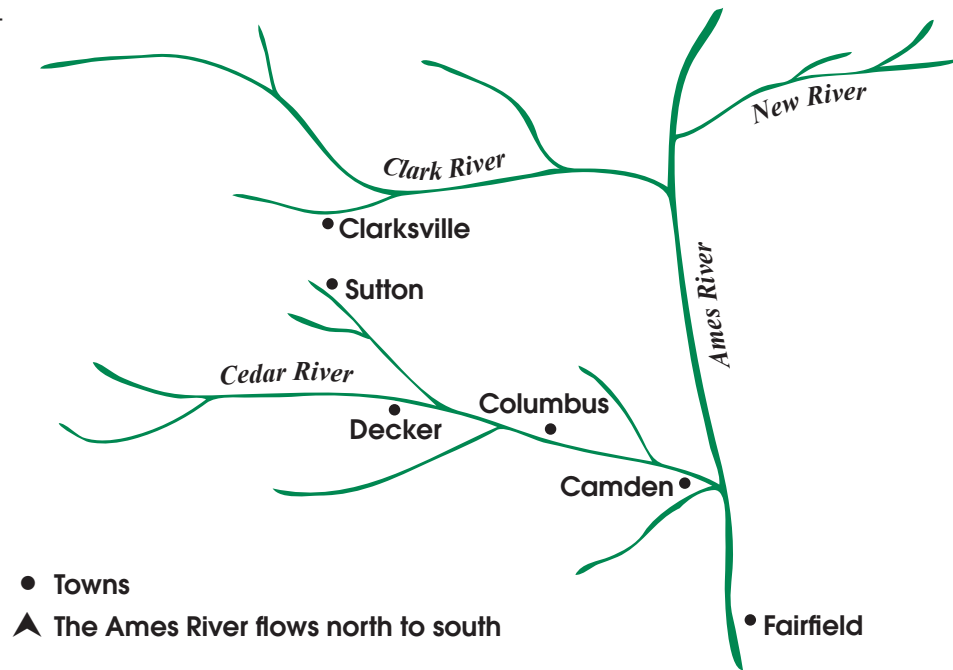 New River
Clark River
Clarksville
Sutton
Ames River
Cedar River
Columbus
Decker
Camden
Towns
The Ames River flows north to south
Fairfield